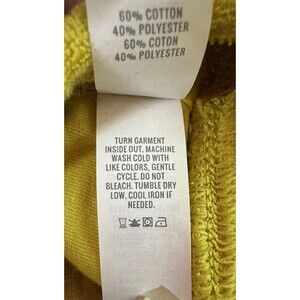 60% COTTON
40% POLYESTER
60% COTON
40% POLYESTER
TURN GARMENT
INSIDE OUT. MACHINE
WASH COLD WITH
LIKE COLORS, GENTLE
CYCLE. DO NOT
BLEACH. TUMBLE DRY
LOW, COOL IRON IF
NEEDED.